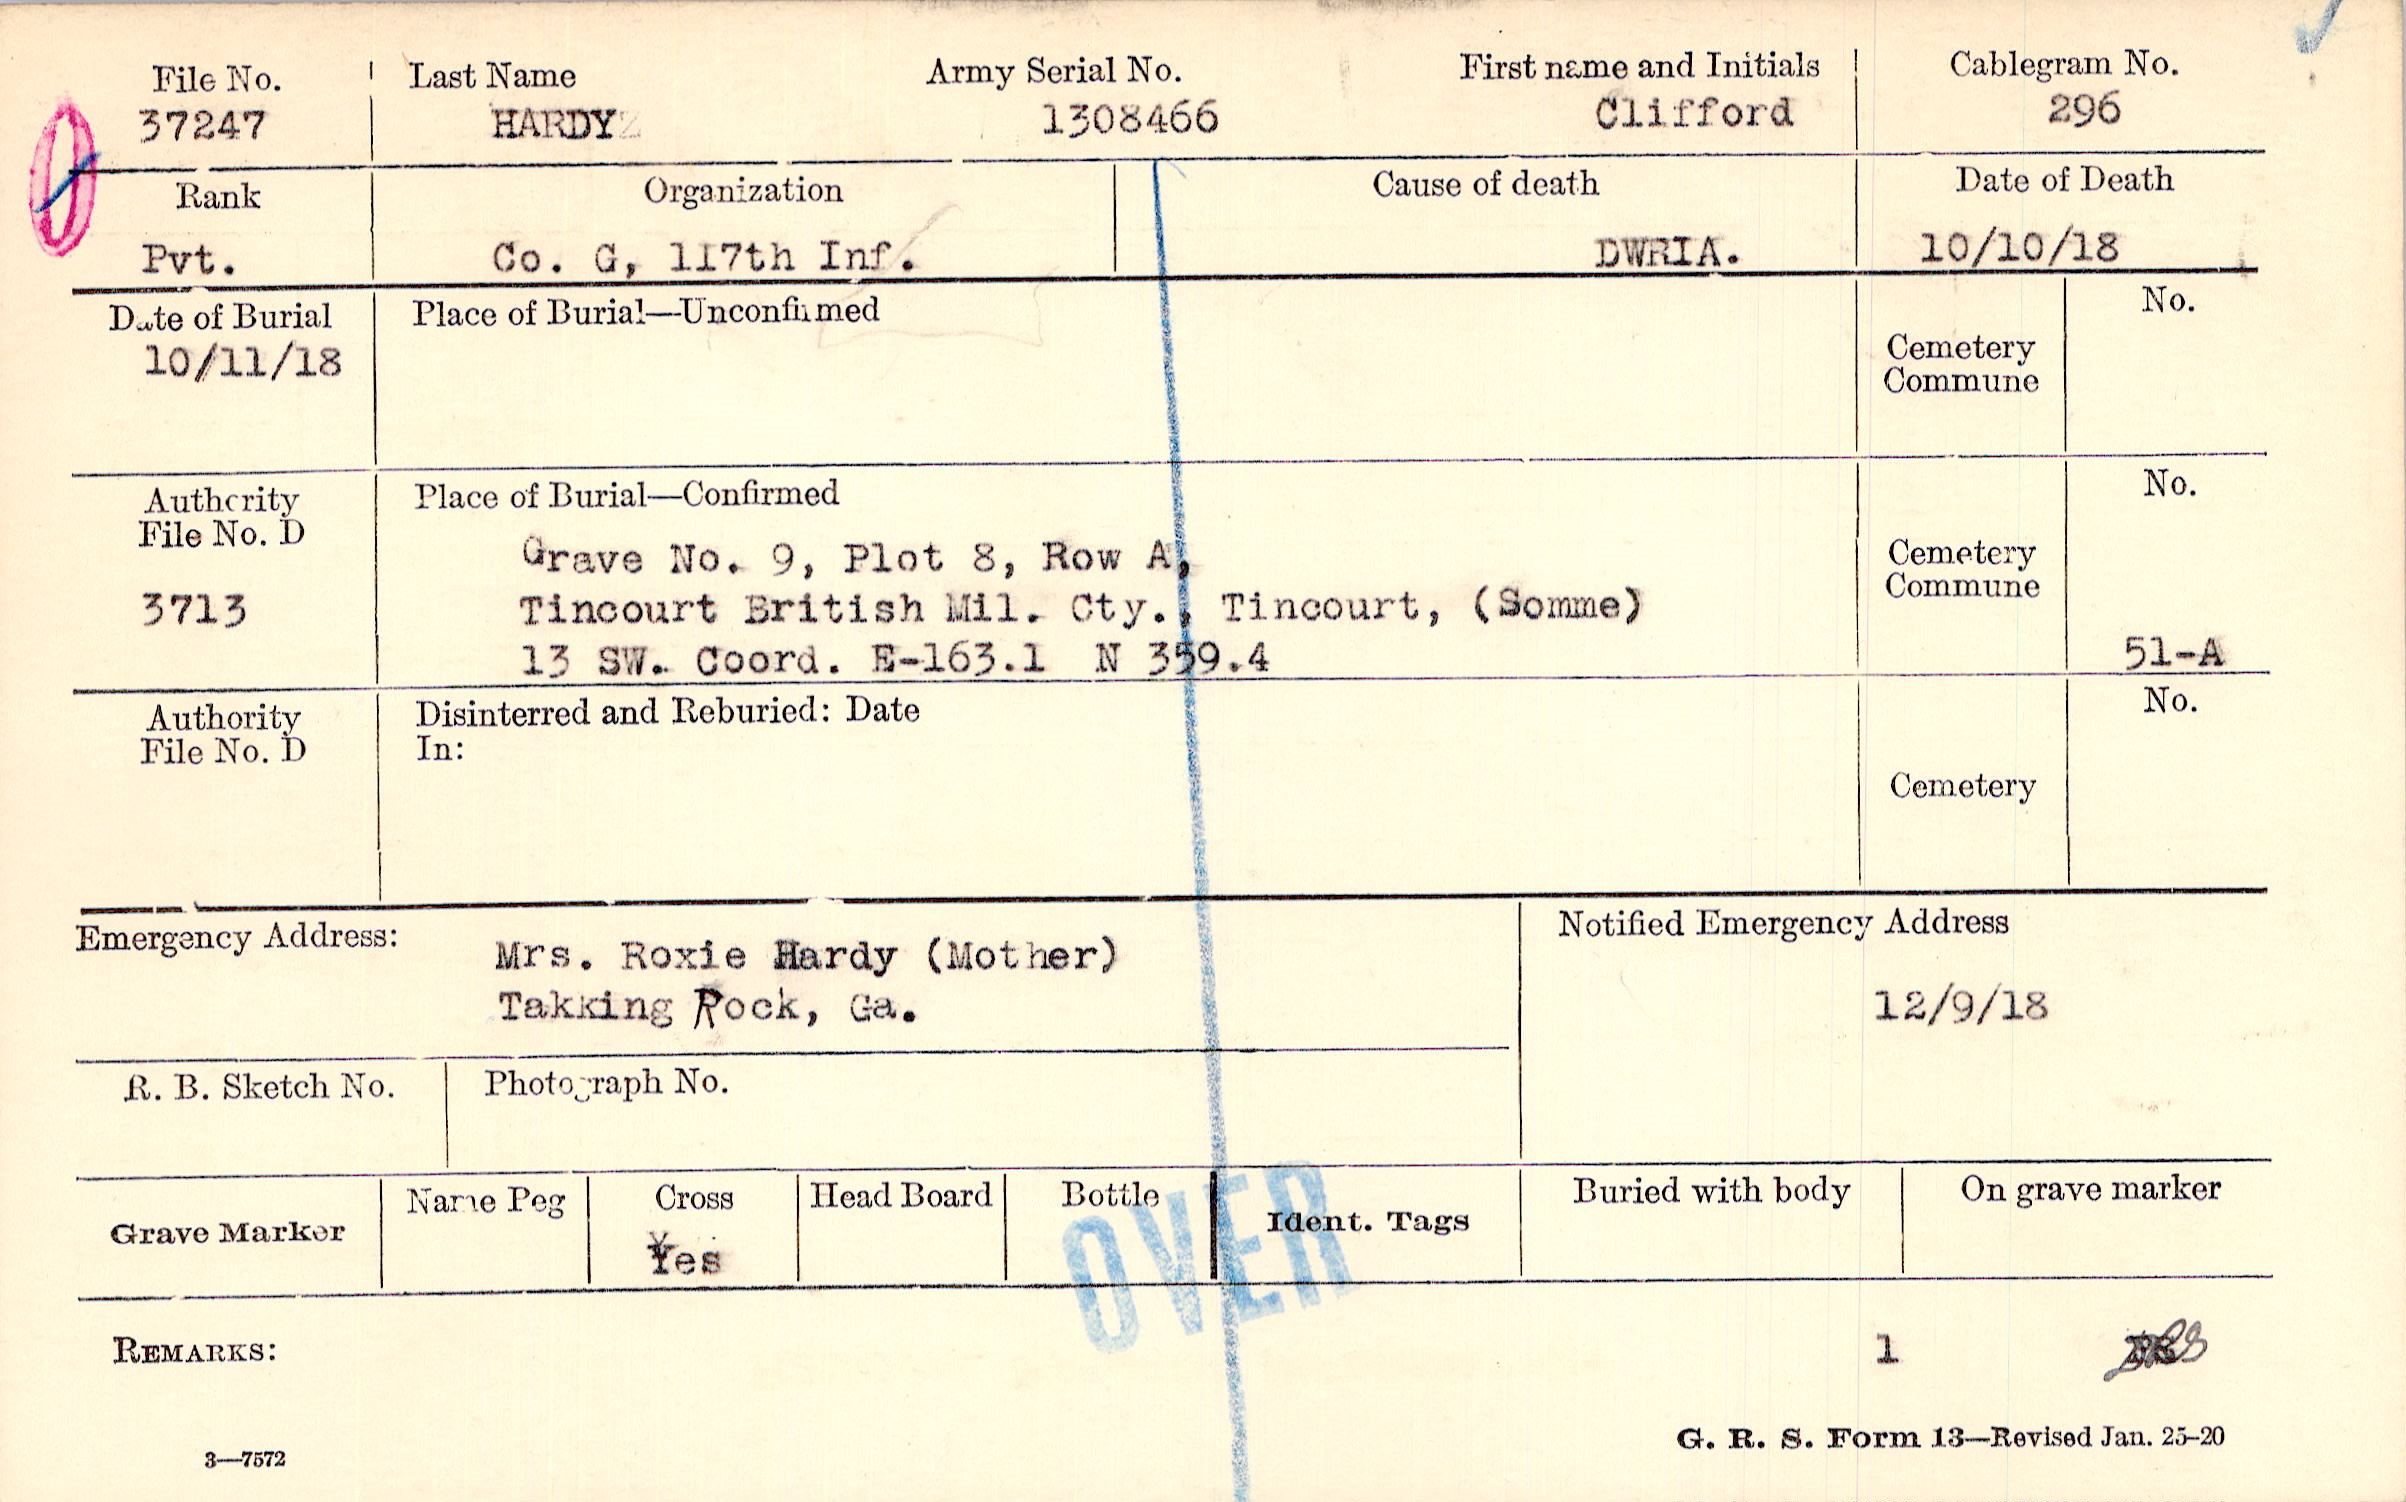 File No. Last Name Army Serial No. First name and Initials Cablegram No.
37247 HARDY 1308466 Clifford 296
Rank Organization Cause of death Date of Death
Pvt. Co. G, 117th Inf. DWRIA. 10/10/18
Date of Burial Place of Burial—Unconfirmed No.
10/11/18
Cemetery
Commune
Authority Place of Burial—Confirmed No.
File No. D
Grave No. 9, Plot 8, Row A, Cemetery
3713 Tincourt British Mil. Cty., Tincourt, (Somme) Commune
13 SW. Coord. E-163.1 N 359.4 51-A
Authority Disinterred and Reburied: Date No.
File No. D In:
Cemetery
Emergency Address: Notified Emergency Address
Mrs. Roxie Hardy (Mother)
Takking Rock, Ga. 12/9/18
R. B. Sketch No. Photograph No.
Grave Marker Name Peg Cross Head Board Bottle Ident. Tags Buried with body On grave marker
Yes
OVER
REMARKS: 1
3—7572 G. R. S. Form 13—Revised Jan. 25-20